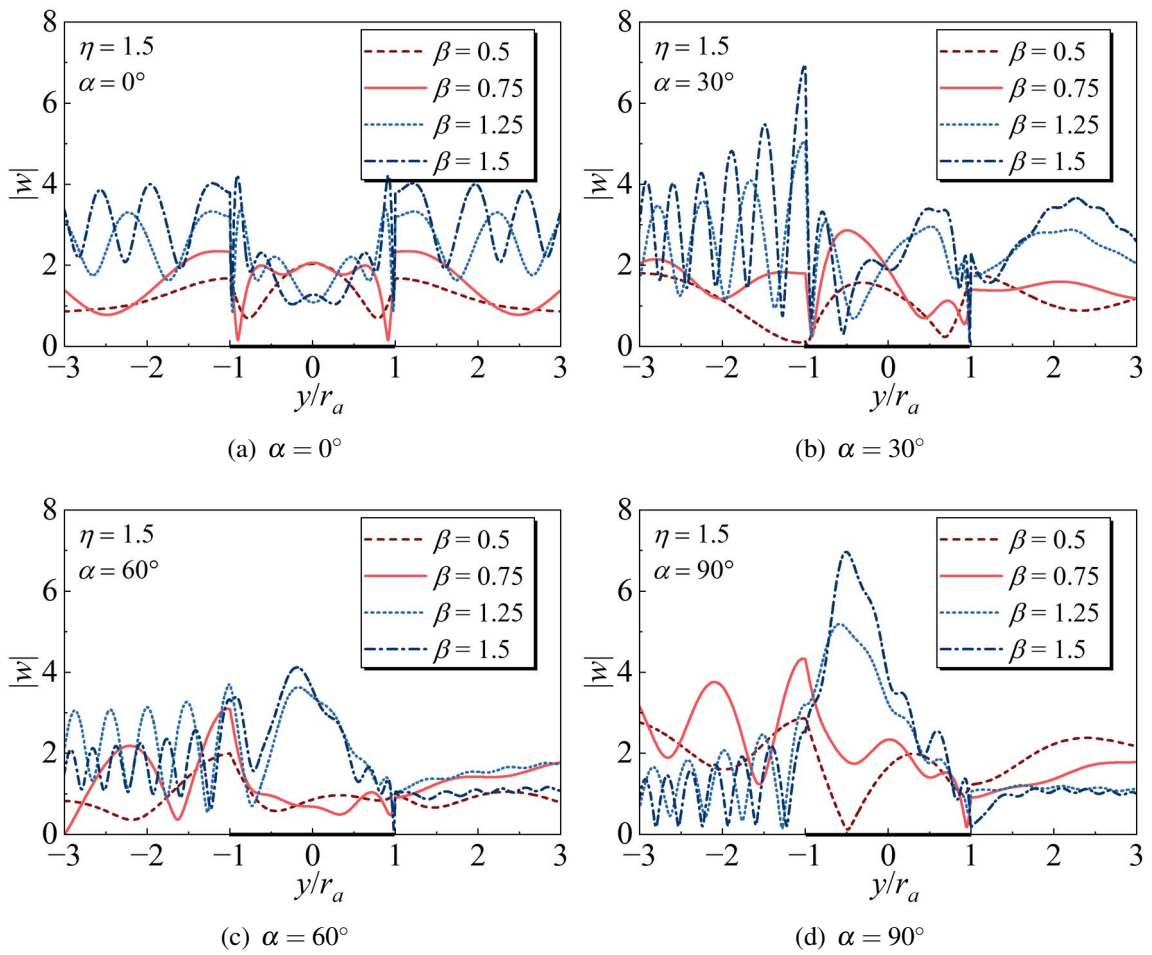 8
6
4
2
0
|w|
η = 1.5
α = 0°
β = 0.5
β = 0.75
β = 1.25
β = 1.5
−3 −2 −1 0 1 2 3
y/rₐ
(a) α = 0°
8
6
4
2
0
|w|
η = 1.5
α = 30°
β = 0.5
β = 0.75
β = 1.25
β = 1.5
−3 −2 −1 0 1 2 3
y/rₐ
(b) α = 30°
8
6
4
2
0
|w|
η = 1.5
α = 60°
β = 0.5
β = 0.75
β = 1.25
β = 1.5
−3 −2 −1 0 1 2 3
y/rₐ
(c) α = 60°
8
6
4
2
0
|w|
η = 1.5
α = 90°
β = 0.5
β = 0.75
β = 1.25
β = 1.5
−3 −2 −1 0 1 2 3
y/rₐ
(d) α = 90°